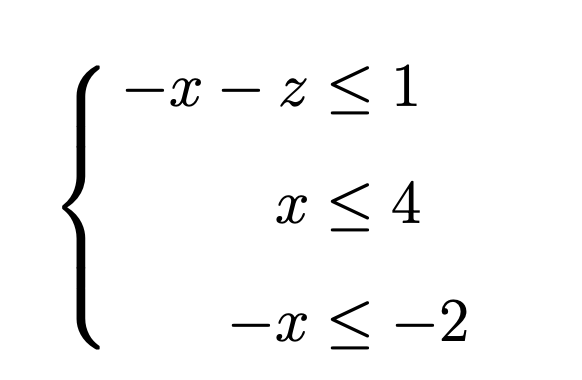 −x − z ≤ 1
x ≤ 4
−x ≤ −2